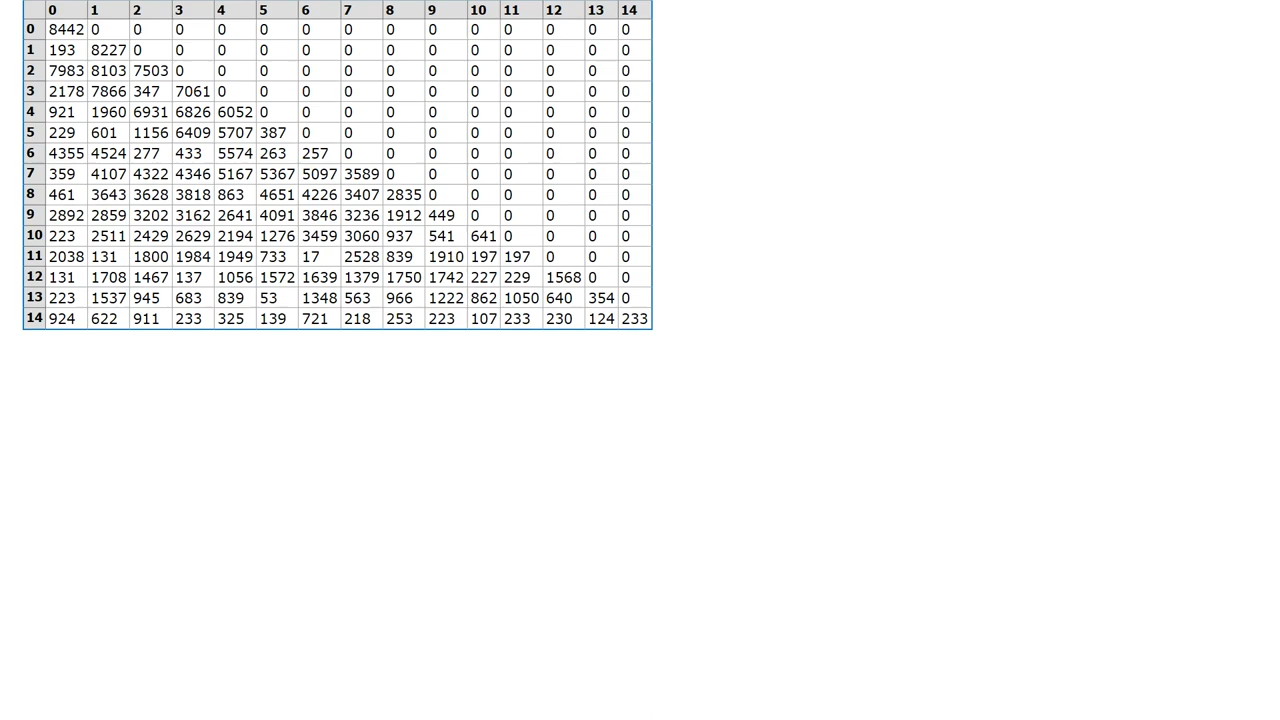 0 1 2 3 4 5 6 7 8 9 10 11 12 13 14
0 8442 0 0 0 0 0 0 0 0 0 0 0 0 0 0
1 193 8227 0 0 0 0 0 0 0 0 0 0 0 0 0
2 7983 8103 7503 0 0 0 0 0 0 0 0 0 0 0 0
3 2178 7866 347 7061 0 0 0 0 0 0 0 0 0 0 0
4 921 1960 6931 6826 6052 0 0 0 0 0 0 0 0 0 0
5 229 601 1156 6409 5707 387 0 0 0 0 0 0 0 0 0
6 4355 4524 277 433 5574 263 257 0 0 0 0 0 0 0 0
7 359 4107 4322 4346 5167 5367 5097 3589 0 0 0 0 0 0 0
8 461 3643 3628 3818 863 4651 4226 3407 2835 0 0 0 0 0 0
9 2892 2859 3202 3162 2641 4091 3846 3236 1912 449 0 0 0 0 0
10 223 2511 2429 2629 2194 1276 3459 3060 937 541 641 0 0 0 0
11 2038 131 1800 1984 1949 733 17 2528 839 1910 197 197 0 0 0
12 131 1708 1467 137 1056 1572 1639 1379 1750 1742 227 229 1568 0 0
13 223 1537 945 683 839 53 1348 563 966 1222 862 1050 640 354 0
14 924 622 911 233 325 139 721 218 253 223 107 233 230 124 233